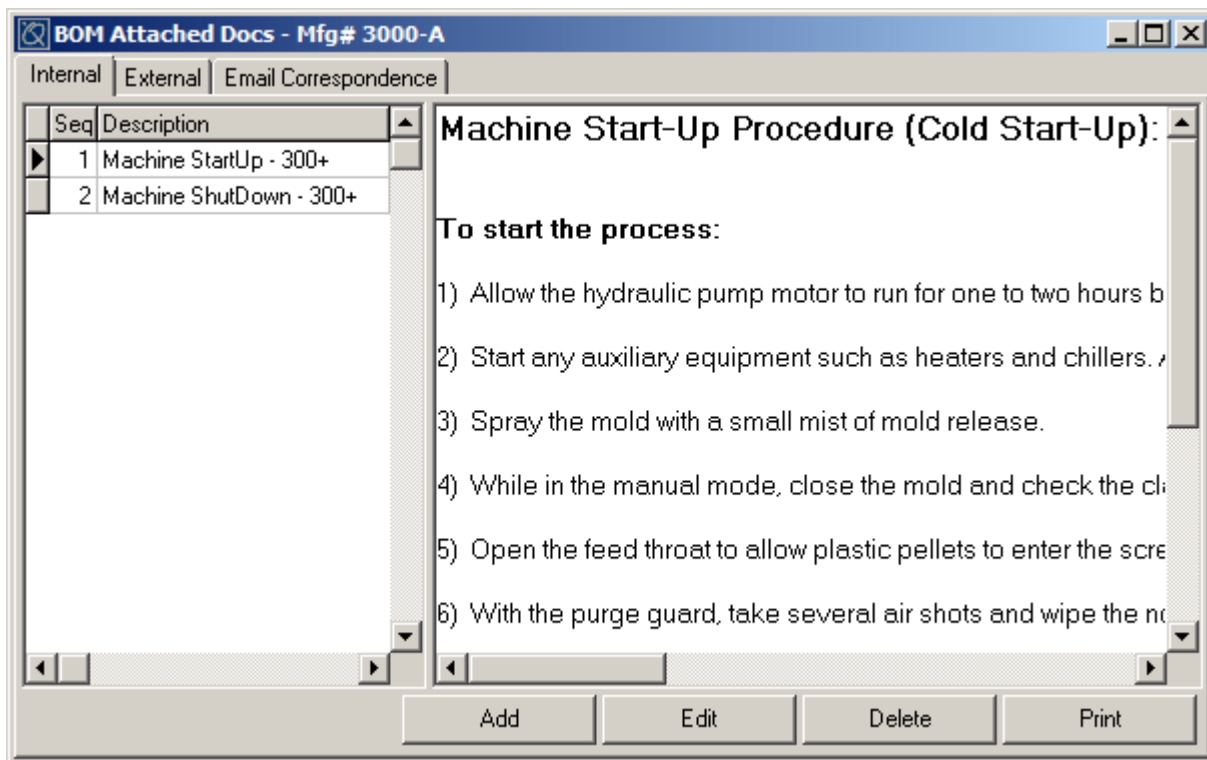 BOM Attached Docs - Mfg# 3000-A
Internal External Email Correspondence
Seq Description
1 Machine StartUp - 300+
2 Machine ShutDown - 300+
Machine Start-Up Procedure (Cold Start-Up):
To start the process:
1) Allow the hydraulic pump motor to run for one to two hours
2) Start any auxiliary equipment such as heaters and chillers.
3) Spray the mold with a small mist of mold release.
4) While in the manual mode, close the mold and check the
5) Open the feed throat to allow plastic pellets to enter the
6) With the purge guard, take several air shots and wipe the
Add Edit Delete Print